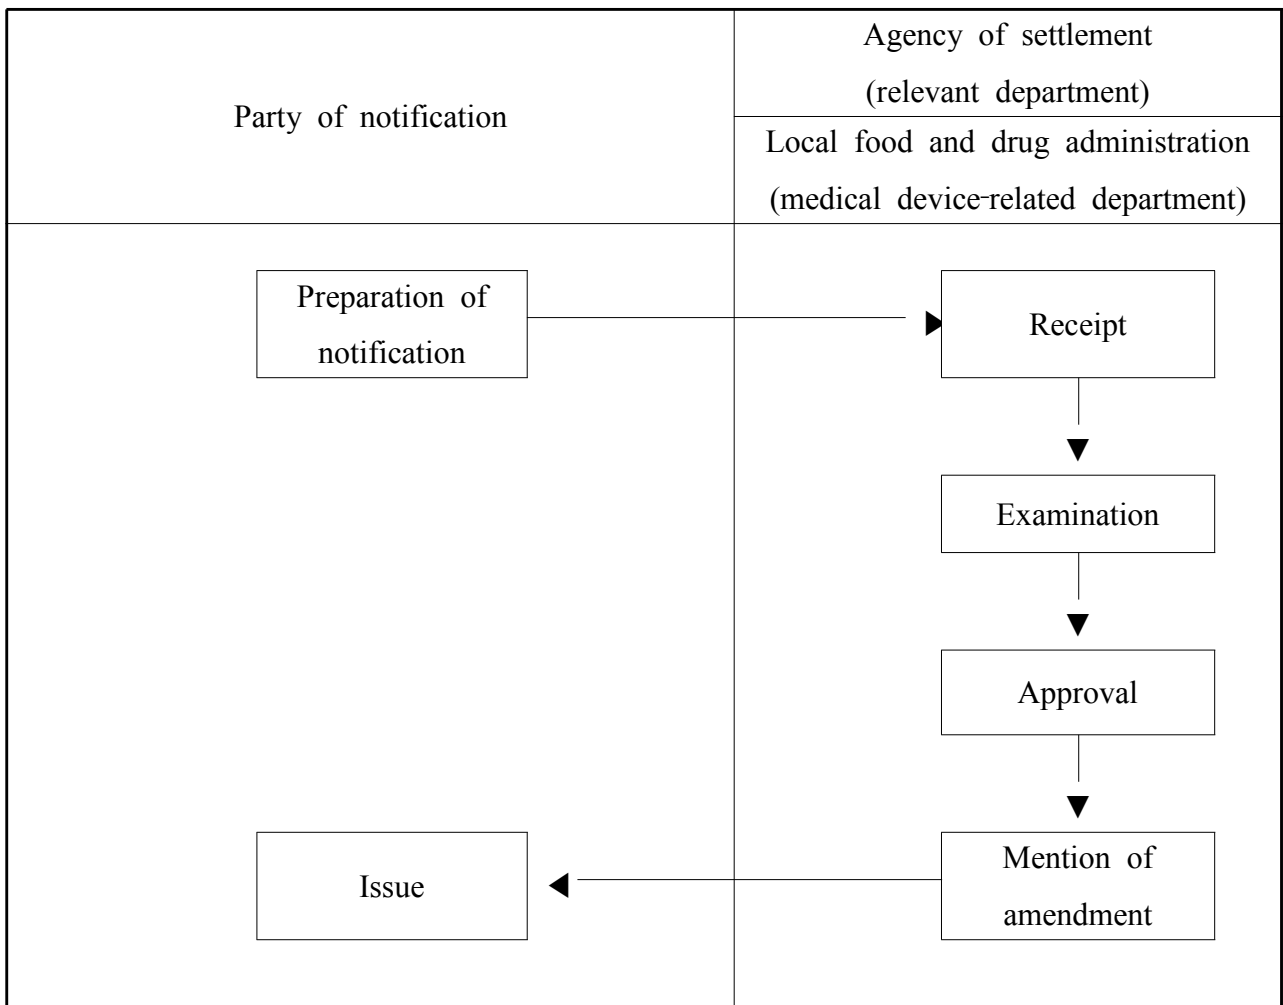 Party of notification
Agency of settlement
(relevant department)
Local food and drug administration
(medical device-related department)
Preparation of
notification
Receipt
Examination
Approval
Mention of
amendment
Issue